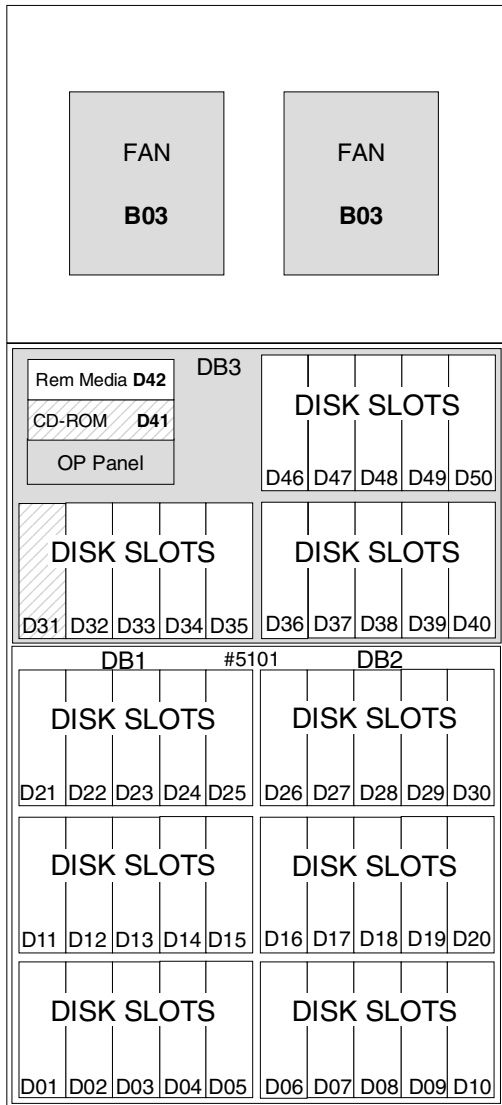 FAN FAN
B03 B03
DB3
Rem Media D42
CD-ROM D41
OP Panel
DISK SLOTS
D46 D47 D48 D49 D50
DISK SLOTS DISK SLOTS
D31 D32 D33 D34 D35 D36 D37 D38 D39 D40
DB1 #5101 DB2
DISK SLOTS DISK SLOTS
D21 D22 D23 D24 D25 D26 D27 D28 D29 D30
DISK SLOTS DISK SLOTS
D11 D12 D13 D14 D15 D16 D17 D18 D19 D20
DISK SLOTS DISK SLOTS
D01 D02 D03 D04 D05 D06 D07 D08 D09 D10